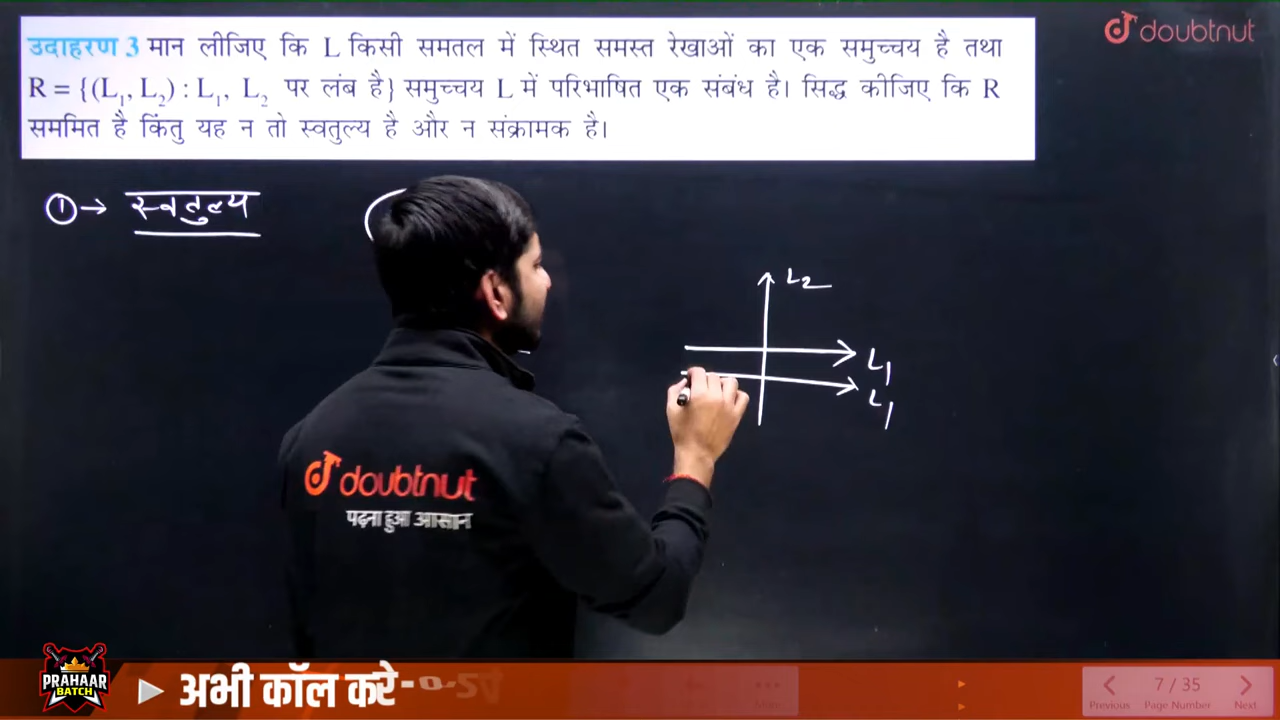 उदाहरण 3 मान लीजिए कि L किसी समतल में स्थित समस्त रेखाओं का एक समुच्चय है तथा
R = {(L₁, L₂) : L₁, L₂ पर लंब है} समुच्चय L में परिभाषित एक संबंध है। सिद्ध कीजिए कि R
सममित है किंतु यह न तो स्वतुल्य है और न संक्रामक है।
doubtnut
① → स्वतुल्य
L₂
L₁
L₁
doubtnut
पढ़ना हुआ आसान
PRAHAAR
BATCH
अभी कॉल करे-
7 / 35
Previous Page Number Next